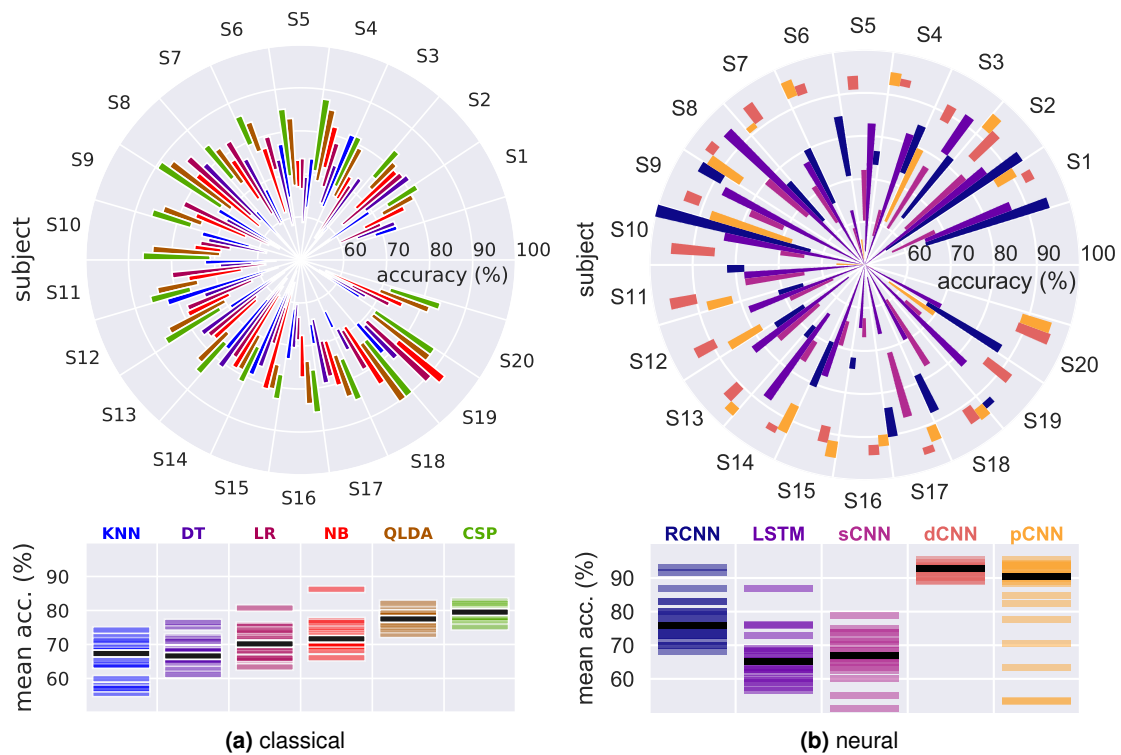 S1
S2
S3
S4
S5
S6
S7
S8
S9
S10
S11
S12
S13
S14
S15
S16
S17
S18
S19
S20
60 70 80 90 100
accuracy (%)
subject
KNN DT LR NB QLDA CSP
mean acc. (%)
90
80
70
60
(a) classical
S1
S2
S3
S4
S5
S6
S7
S8
S9
S10
S11
S12
S13
S14
S15
S16
S17
S18
S19
S20
60 70 80 90 100
accuracy (%)
subject
RCNN LSTM sCNN dCNN pCNN
mean acc. (%)
90
80
70
60
(b) neural